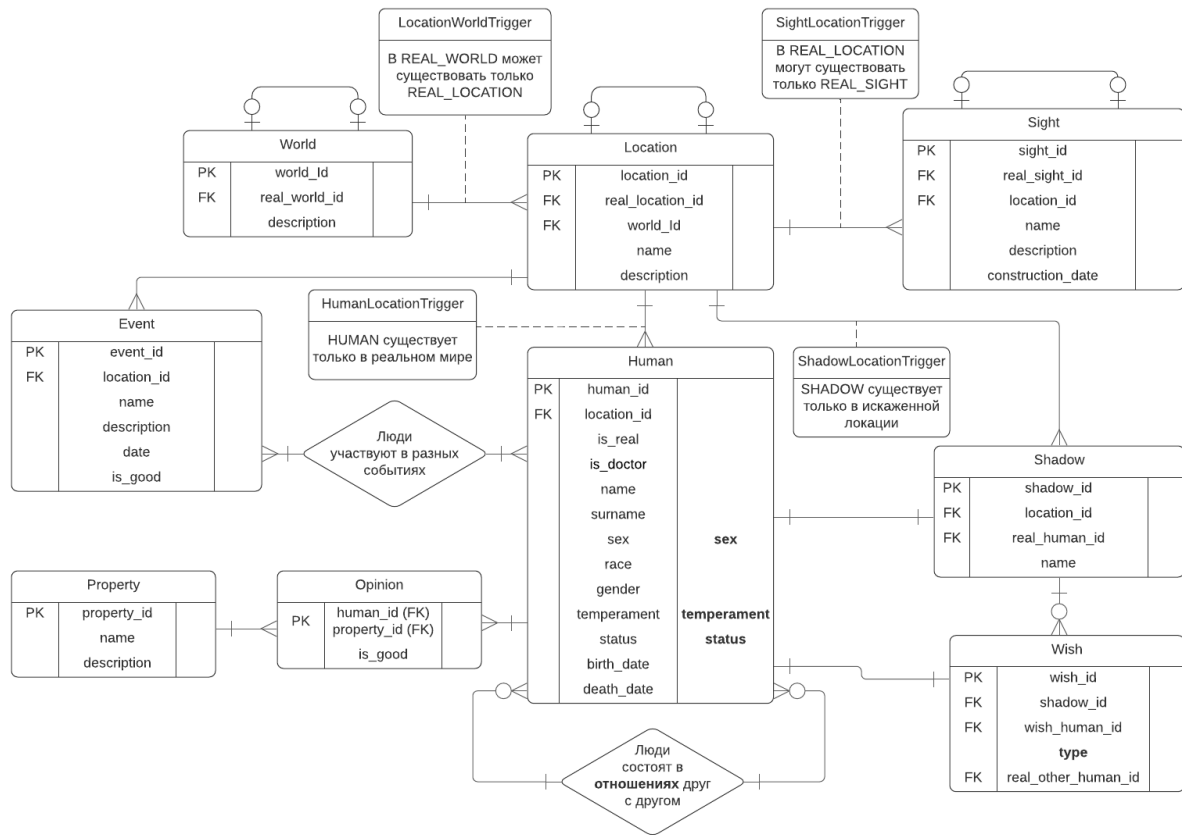 LocationWorldTrigger
В REAL_WORLD может
существовать только
REAL_LOCATION
SightLocationTrigger
В REAL_LOCATION
могут существовать
только REAL_SIGHT
World
PK world_Id
FK real_world_id
description
Location
PK location_id
FK real_location_id
FK world_Id
name
description
Sight
PK sight_id
FK real_sight_id
FK location_id
name
description
construction_date
HumanLocationTrigger
HUMAN существует
только в реальном мире
ShadowLocationTrigger
SHADOW существует
только в искаженной
локации
Event
PK event_id
FK location_id
name
description
date
is_good
Люди
участвуют в разных
событиях
Human
PK human_id
FK location_id
is_real
is_doctor
name
surname
sex sex
race
gender
temperament temperament
status status
birth_date
death_date
Shadow
PK shadow_id
FK location_id
FK real_human_id
name
Property
PK property_id
name
description
Opinion
PK human_id (FK)
property_id (FK)
is_good
Wish
PK wish_id
FK shadow_id
FK wish_human_id
type
FK real_other_human_id
Люди
состоят в
отношениях друг
с другом